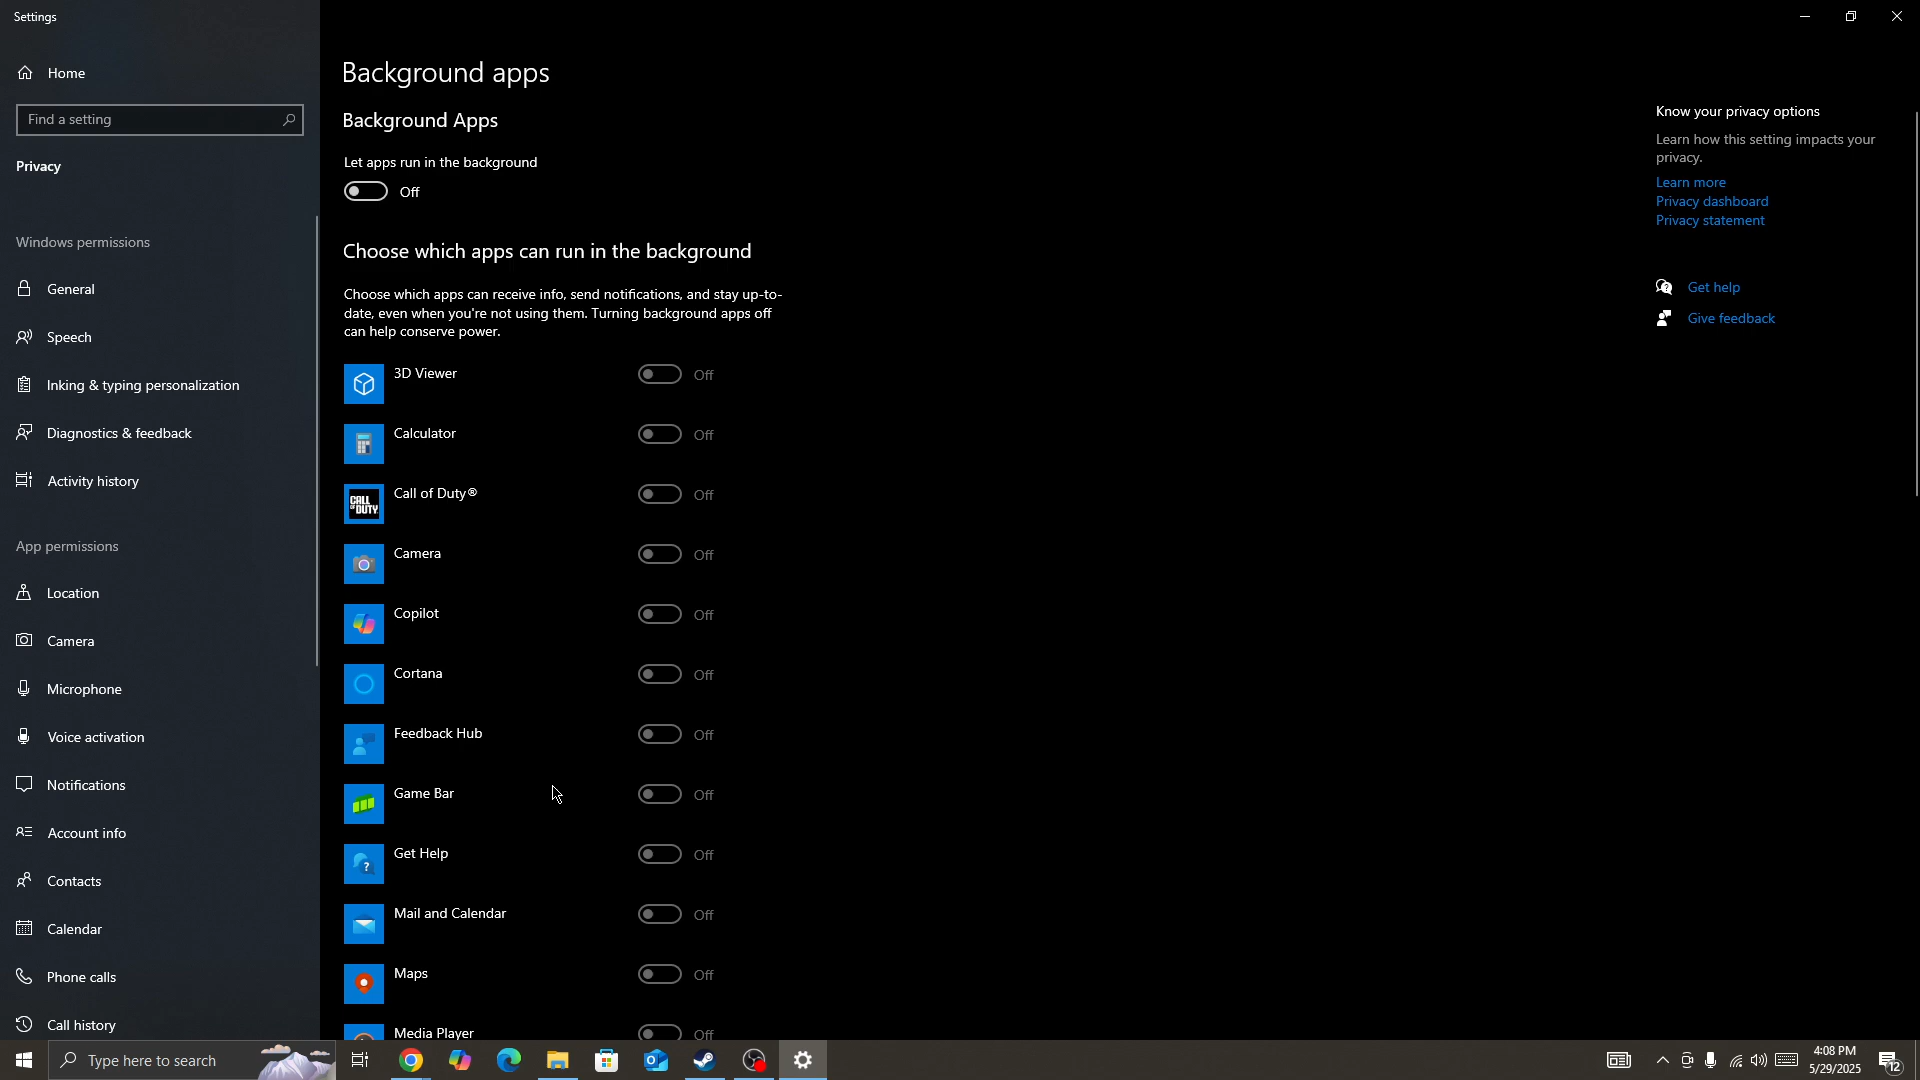 Settings
Home
Find a setting
Privacy
Windows permissions
General
Speech
Inking & typing personalization
Diagnostics & feedback
Activity history
App permissions
Location
Camera
Microphone
Voice activation
Notifications
Account info
Contacts
Calendar
Phone calls
Call history
Background apps
Background Apps
Let apps run in the background
Off
Choose which apps can run in the background
Choose which apps can receive info, send notifications, and stay up-to-
date, even when you're not using them. Turning background apps off
can help conserve power.
3D Viewer Off
Calculator Off
CALL OF DUTY Call of Duty® Off
Camera Off
Copilot Off
Cortana Off
Feedback Hub Off
Game Bar Off
Get Help Off
Mail and Calendar Off
Maps Off
Media Player Off
Know your privacy options
Learn how this setting impacts your
privacy.
Learn more
Privacy dashboard
Privacy statement
Get help
Give feedback
Type here to search
4:08 PM
5/29/2025
12